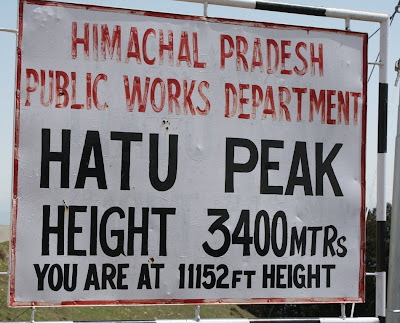 HIMACHAL PRADESH
PUBLIC WORKS DEPARTMENT
HATU PEAK
HEIGHT 3400MTRs
YOU ARE AT 11152FT HEIGHT